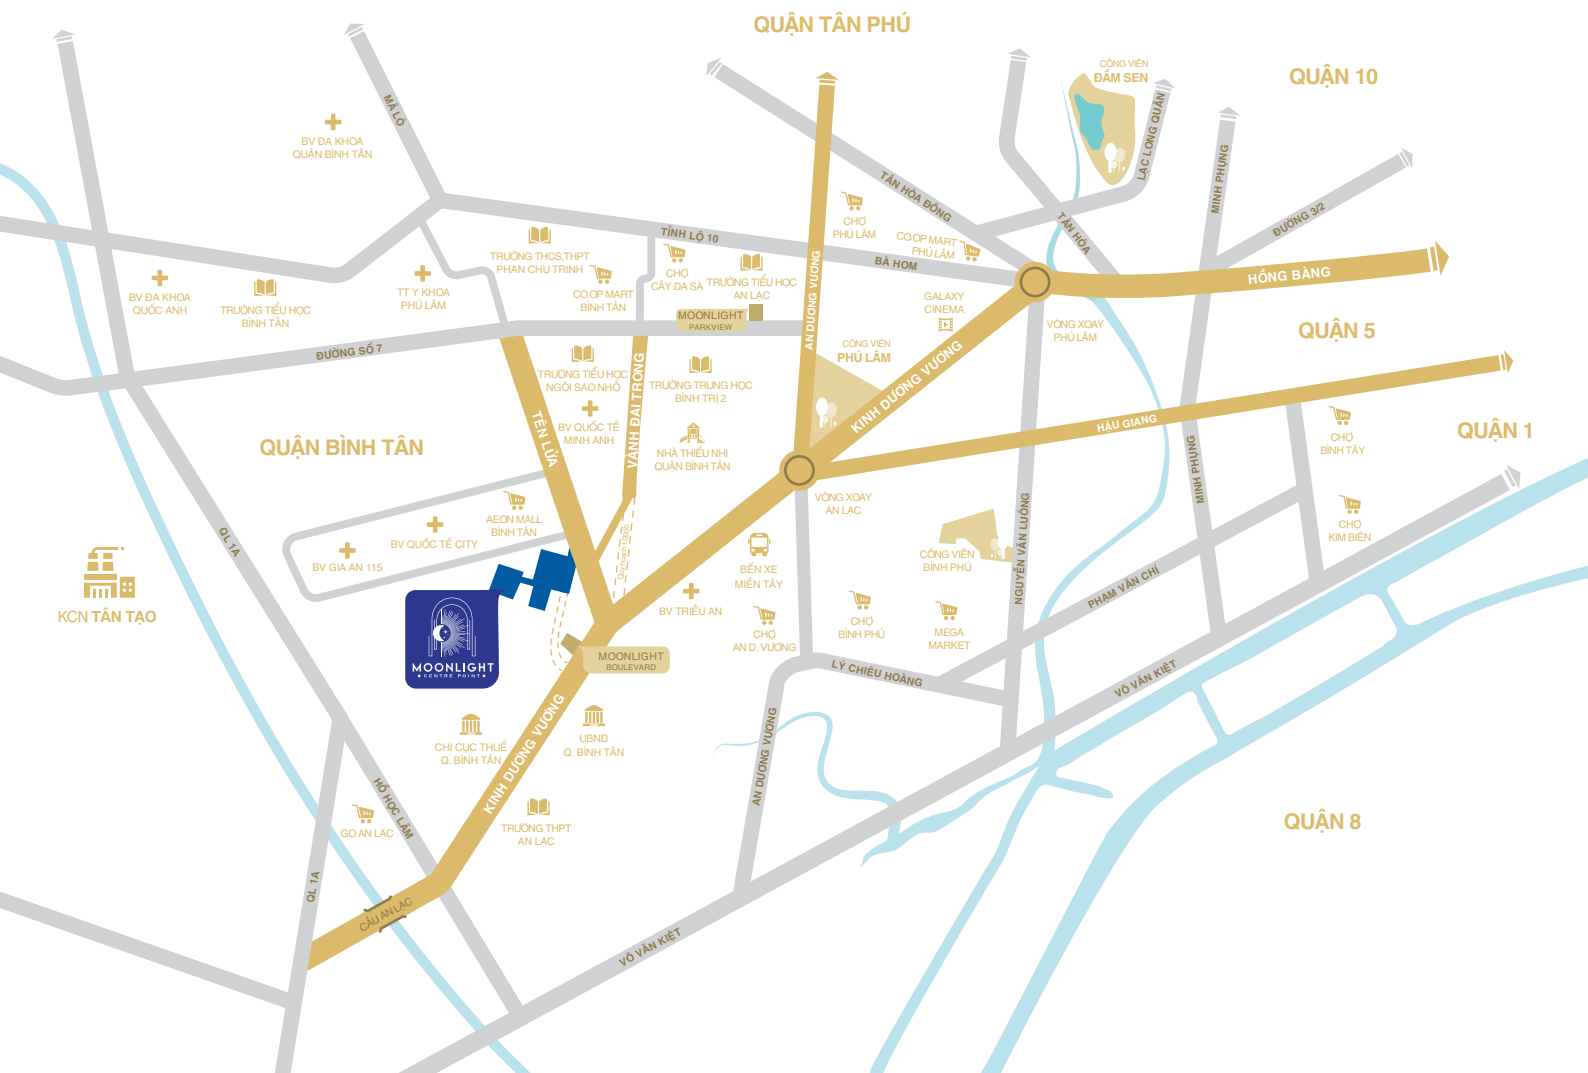 QUẬN TÂN PHÚ
CÔNG VIÊN
ĐẦM SEN
QUẬN 10
MÃ LÒ
LẠC LONG QUÂN
BV ĐA KHOA
QUẬN BÌNH TÂN
MINH PHỤNG
TÂN HÒA ĐÔNG
ĐƯỜNG 3/2
TÂN HÓA
CHỢ
PHÚ LÂM
TỈNH LỘ 10
CO.OP MART
PHÚ LÂM
BÀ HOM
TRƯỜNG THCS,THPT
PHAN CHU TRINH
CHỢ
CÂY DA SÀ
TRƯỜNG TIỂU HỌC
AN LẠC
HỒNG BÀNG
BV ĐA KHOA
QUỐC ANH
TRƯỜNG TIỂU HỌC
BÌNH TÂN
TT Y KHOA
PHÚ LÂM
CO.OP MART
BÌNH TÂN
MOONLIGHT
PARKVIEW
AN DƯƠNG VƯƠNG
GALAXY
CINEMA
VÒNG XOAY
PHÚ LÂM
QUẬN 5
ĐƯỜNG SỐ 7
CÔNG VIÊN
PHÚ LÂM
TRƯỜNG TIỂU HỌC
NGÔI SAO NHỎ
TRƯỜNG TRUNG HỌC
BÌNH TRỊ 2
KINH DƯƠNG VƯƠNG
TÊN LỬA
VÀNH ĐAI TRONG
BV QUỐC TẾ
MINH ANH
HẬU GIANG
CHỢ
BÌNH TÂY
QUẬN 1
QUẬN BÌNH TÂN
NHÀ THIẾU NHI
QUẬN BÌNH TÂN
MINH PHỤNG
VÒNG XOAY
AN LẠC
AEON MALL
BÌNH TÂN
BV QUỐC TẾ CITY
BV GIA AN 115
QL 1A
NGUYỄN VĂN LUÔNG
CHỢ
KIM BIÊN
CÔNG VIÊN
BÌNH PHÚ
BẾN XE
MIỀN TÂY
BV TRIỀU AN
PHẠM VĂN CHÍ
KCN TÂN TẠO
CHỢ
AN D. VƯƠNG
CHỢ
BÌNH PHÚ
MEGA
MARKET
MOONLIGHT
CENTRE POINT
MOONLIGHT
BOULEVARD
LÝ CHIÊU HOÀNG
VÕ VĂN KIỆT
CHI CỤC THUẾ
Q. BÌNH TÂN
UBND
Q. BÌNH TÂN
KINH DƯƠNG VƯƠNG
AN DƯƠNG VƯƠNG
HỒ HỌC LÃM
GO AN LẠC
TRƯỜNG THPT
AN LẠC
QUẬN 8
QL 1A
CẦU AN LẠC
VÕ VĂN KIỆT